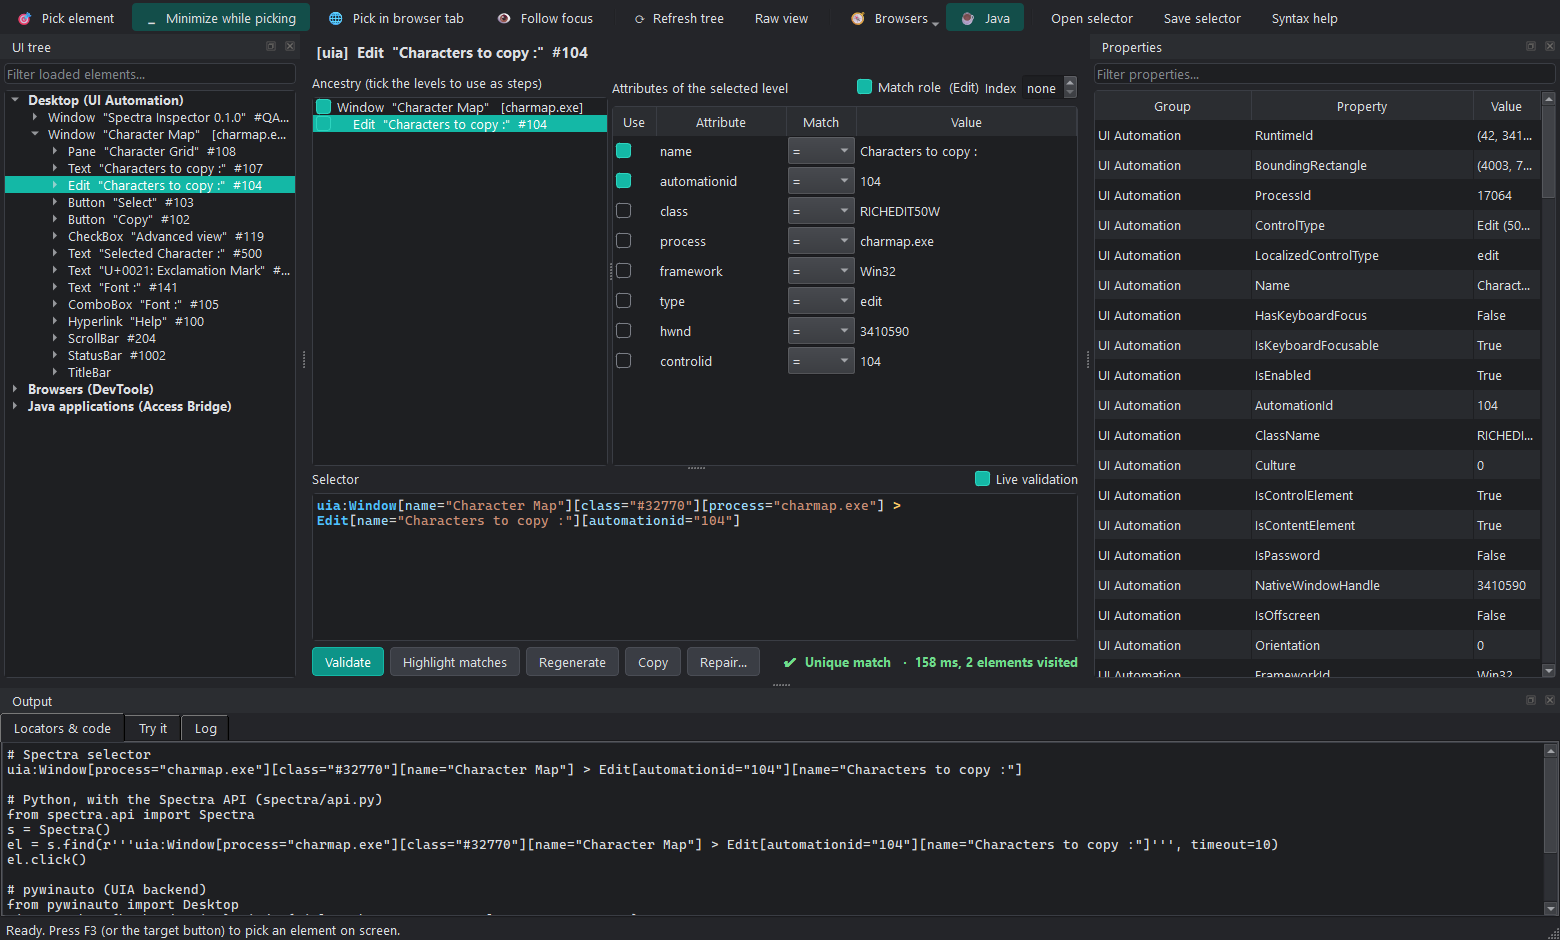 Pick element
Minimize while picking
Pick in browser tab
Follow focus
Refresh tree
Raw view
Browsers
Java
Open selector
Save selector
Syntax help
UI tree
Filter loaded elements...
Desktop (UI Automation)
Window "Spectra Inspector 0.1.0" #QA...
Window "Character Map" [charmap.e...
Pane "Character Grid" #108
Text "Characters to copy :" #107
Edit "Characters to copy :" #104
Button "Select" #103
Button "Copy" #102
CheckBox "Advanced view" #119
Text "Selected Character :" #500
Text "U+0021: Exclamation Mark" #...
Text "Font :" #141
ComboBox "Font :" #105
Hyperlink "Help" #100
ScrollBar #204
StatusBar #1002
TitleBar
Browsers (DevTools)
Java applications (Access Bridge)
[uia] Edit "Characters to copy :" #104
Ancestry (tick the levels to use as steps)
Window "Character Map" [charmap.exe]
Edit "Characters to copy :" #104
Attributes of the selected level
Match role (Edit) Index none
Use Attribute Match Value
name = Characters to copy :
automationid = 104
class = RICHEDIT50W
process = charmap.exe
framework = Win32
type = edit
hwnd = 3410590
controlid = 104
Selector
Live validation
uia:Window[name="Character Map"][class="#32770"][process="charmap.exe"] >
Edit[name="Characters to copy :"][automationid="104"]
Validate
Highlight matches
Regenerate
Copy
Repair...
✔ Unique match · 158 ms, 2 elements visited
Properties
Filter properties...
Group Property Value
UI Automation RuntimeId (42, 341...
UI Automation BoundingRectangle (4003, 7...
UI Automation ProcessId 17064
UI Automation ControlType Edit (50...
UI Automation LocalizedControlType edit
UI Automation Name Charact...
UI Automation HasKeyboardFocus False
UI Automation IsKeyboardFocusable True
UI Automation IsEnabled True
UI Automation AutomationId 104
UI Automation ClassName RICHEDI...
UI Automation Culture 0
UI Automation IsControlElement True
UI Automation IsContentElement True
UI Automation IsPassword False
UI Automation NativeWindowHandle 3410590
UI Automation IsOffscreen False
UI Automation Orientation 0
UI Automation FrameworkId Win32
Output
Locators & code
Try it
Log
# Spectra selector
uia:Window[process="charmap.exe"][class="#32770"][name="Character Map"] > Edit[automationid="104"][name="Characters to copy :"]
# Python, with the Spectra API (spectra/api.py)
from spectra.api import Spectra
s = Spectra()
el = s.find(r'''uia:Window[process="charmap.exe"][class="#32770"][name="Character Map"] > Edit[automationid="104"][name="Characters to copy :"]''', timeout=10)
el.click()
# pywinauto (UIA backend)
from pywinauto import Desktop
Ready. Press F3 (or the target button) to pick an element on screen.